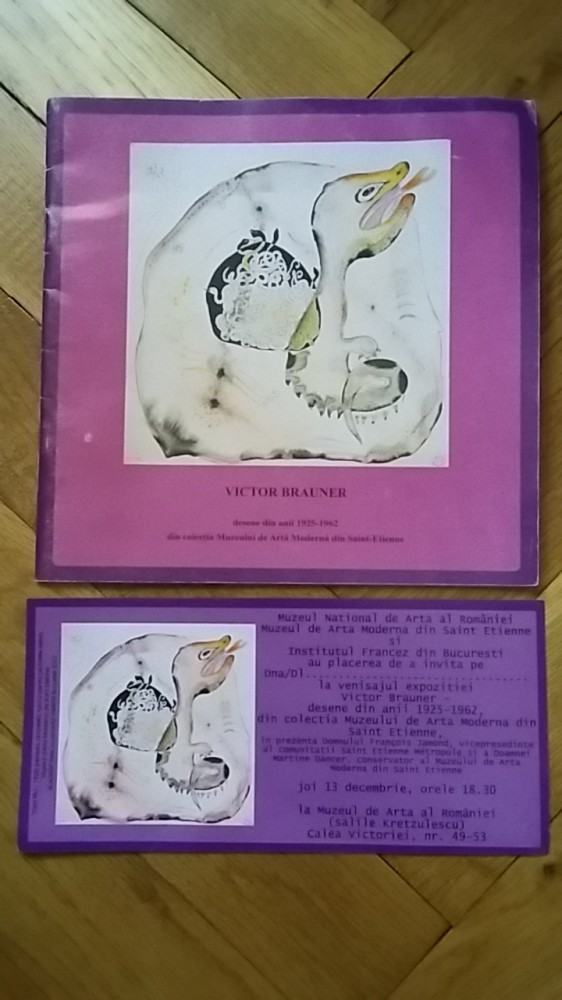 VICTOR BRAUNER
desene din anii 1925-1962
din colecția Muzeului de Artă Modernă din Saint-Etienne
Muzeul National de Arta al României
Muzeul de Arta Moderna din Saint Etienne
si
Institutul Francez din Bucuresti
au placerea de a invita pe
Dna/Dl...................................
la venisajul expozitiei
Victor Brauner -
desene din anii 1925-1962,
din colectia Muzeului de Arta Moderna din
Saint Etienne,
in prezenta Domnului François Jamond, vicepresedinte
al comunitatii Saint Etienne Métropole si a Doamnei
Martine Dancer, conservator al Muzeului de Arta
Moderna din Saint Etienne
joi 13 decembrie, orele 18.30
la Muzeul de Arta al României
(Salile Kretzulescu)
Calea Victoriei, nr. 49-53